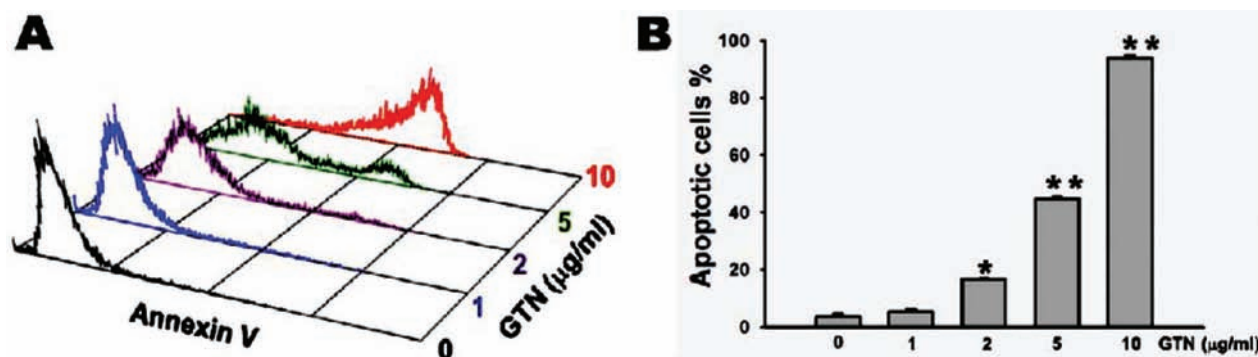 A
Annexin V
0
1
2
5
10
GTN (μg/ml)
B
Apoptotic cells %
100
80
60
40
20
0
*
**
**
0 1 2 5 10 GTN (μg/ml)